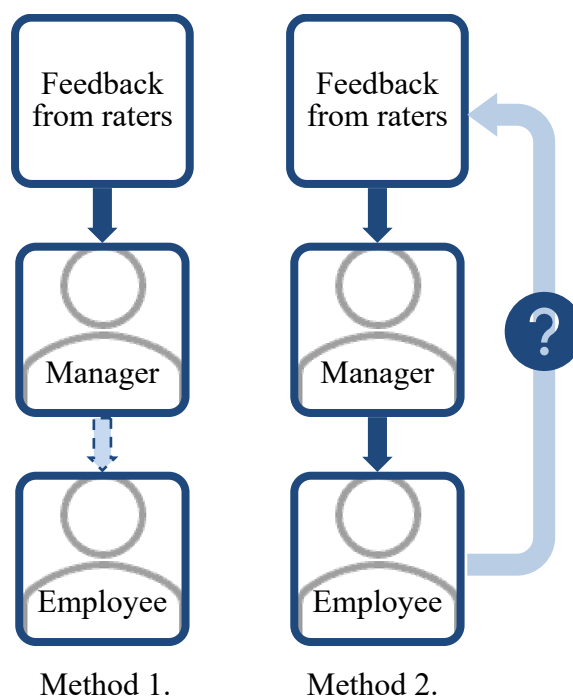 Feedback
from raters
Manager
Employee
Method 1.
Feedback
from raters
Manager
?
Employee
Method 2.